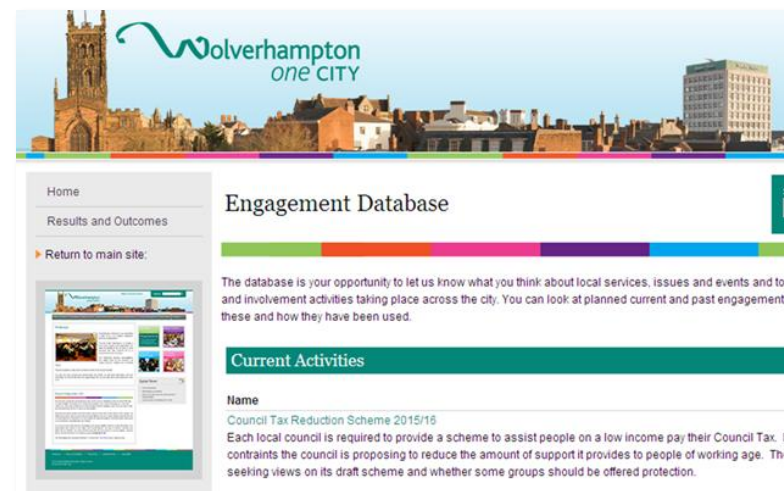 Wolverhampton
one CITY
Home
Results and Outcomes
Return to main site:
Engagement Database
The database is your opportunity to let us know what you think about local services, issues and events and to
and involvement activities taking place across the city. You can look at planned current and past engagement
these and how they have been used.
Current Activities
Name
Council Tax Reduction Scheme 2015/16
Each local council is required to provide a scheme to assist people on a low income pay their Council Tax.
contraints the council is proposing to reduce the amount of support it provides to people of working age. The
seeking views on its draft scheme and whether some groups should be offered protection.